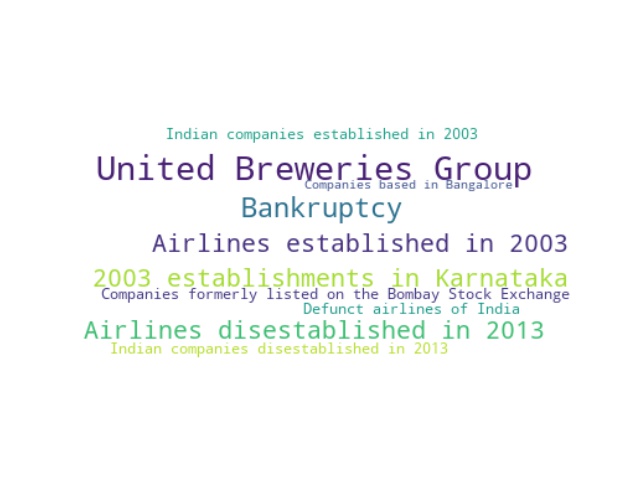 Indian companies established in 2003
United Breweries Group
Companies based in Bangalore
Bankruptcy
Airlines established in 2003
2003 establishments in Karnataka
Companies formerly listed on the Bombay Stock Exchange
Defunct airlines of India
Airlines disestablished in 2013
Indian companies disestablished in 2013